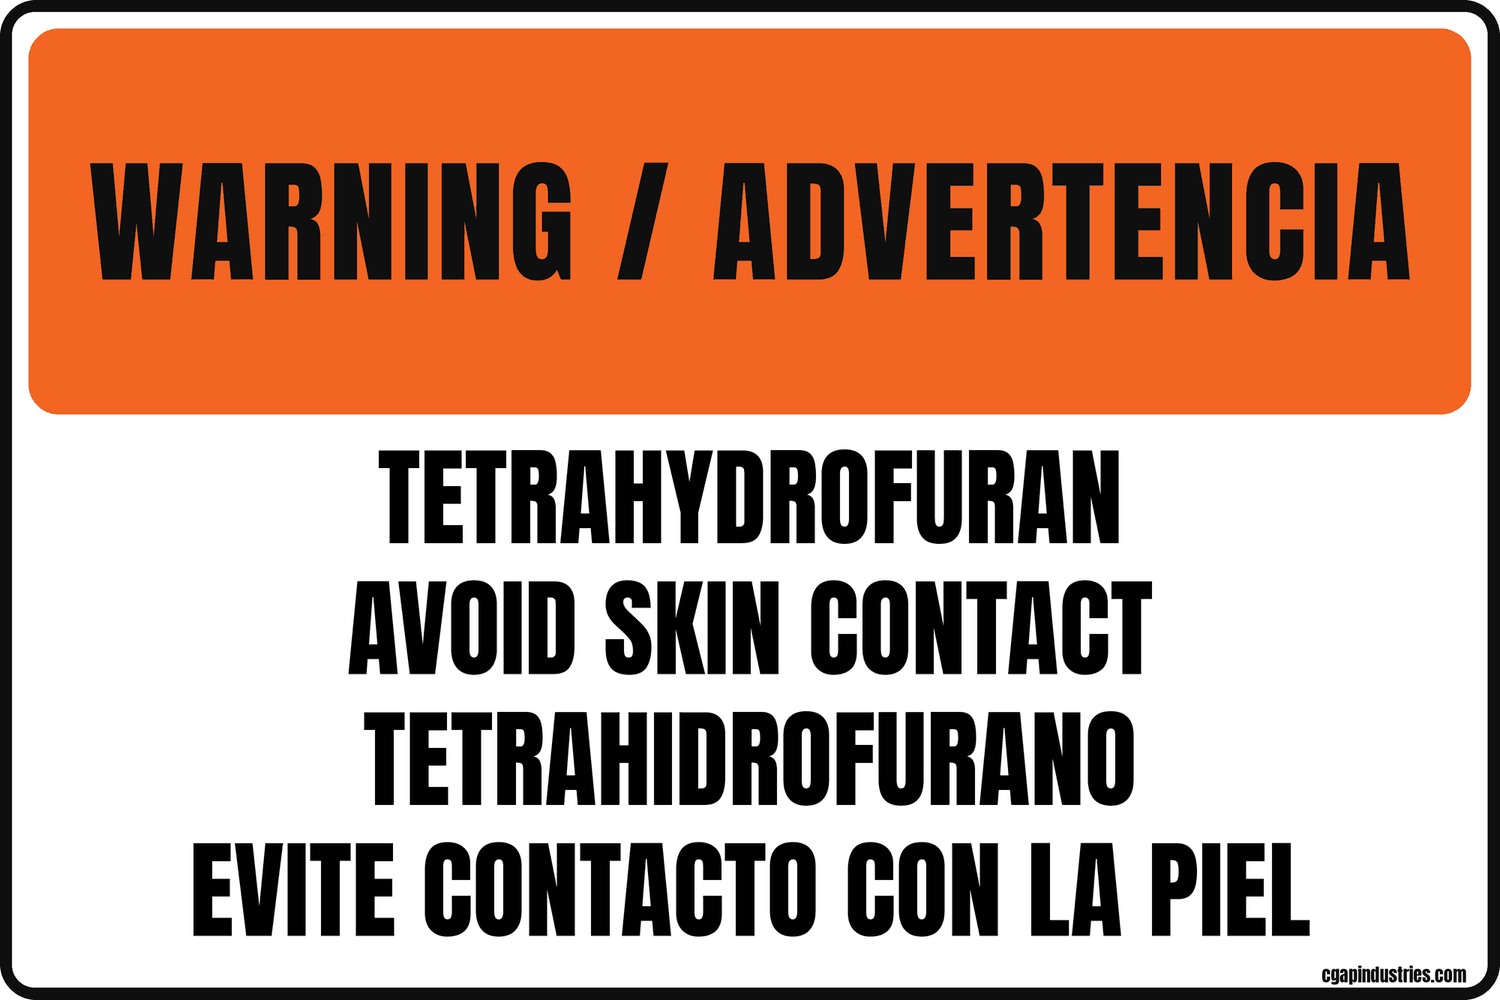 WARNING / ADVERTENCIA
TETRAHYDROFURAN
AVOID SKIN CONTACT
TETRAHIDROFURANO
EVITE CONTACTO CON LA PIEL
cgapindustries.com